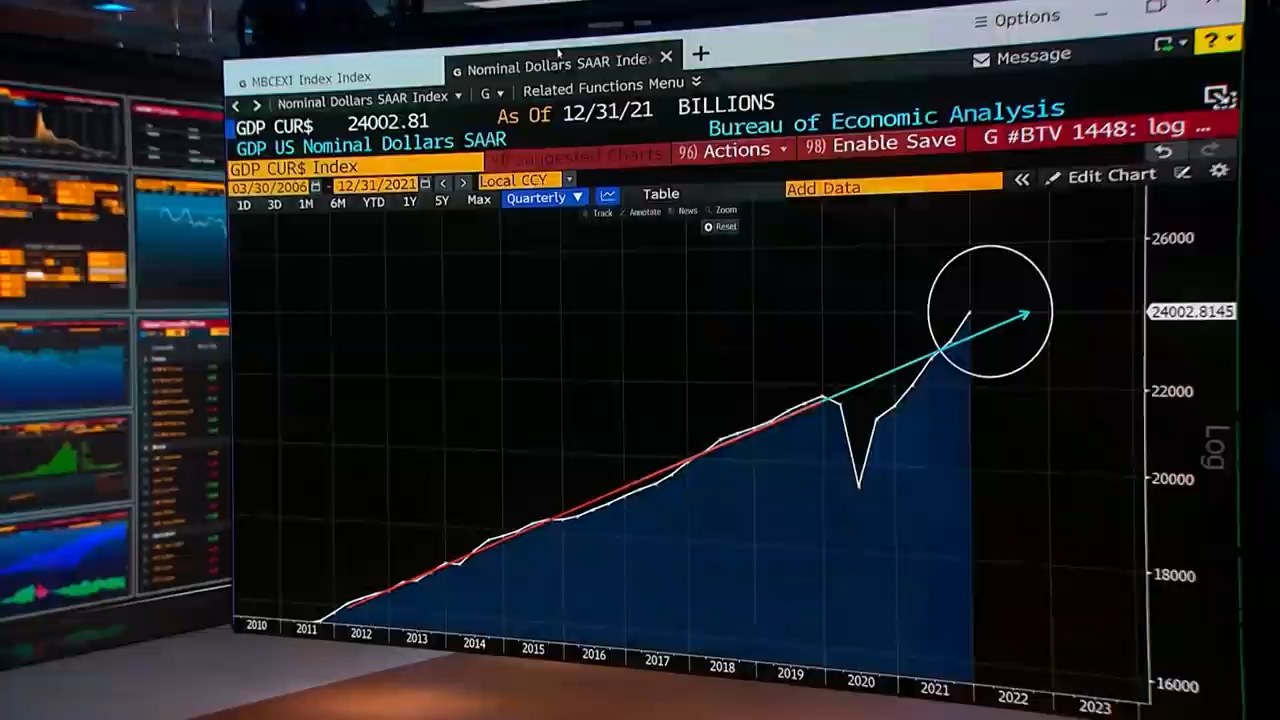 Options
G MBCEXI Index Index
G Nominal Dollars SAAR Inde
Message
Nominal Dollars SAAR Index
G
Related Functions Menu
?
GDP CUR$ 24002.81 As Of 12/31/21 BILLIONS
GDP US Nominal Dollars SAAR Bureau of Economic Analysis
GDP CUR$ Index
Suggested Charts
96) Actions
98) Enable Save
G #BTV 1448: log ...
03/30/2006 - 12/31/2021
Local CCY
Add Data
Edit Chart
1D 3D 1M 6M YTD 1Y 5Y Max Quarterly Table
Track Annotate News Zoom
Reset
26000
24002.8145
22000
20000
18000
16000
Log
2010 2011 2012 2013 2014 2015 2016 2017 2018 2019 2020 2021 2022 2023